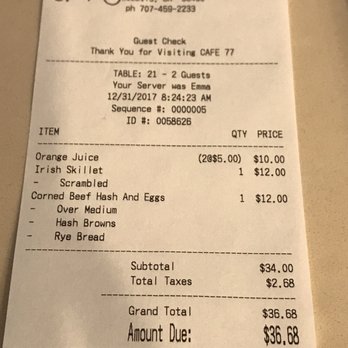 ph 707-459-2233
Guest Check
Thank You for Visiting CAFE 77
TABLE: 21 - 2 Guests
Your Server was Emma
12/31/2017 8:24:23 AM
Sequence #: 0000005
ID #: 0058626
ITEM QTY PRICE
Orange Juice (2@$5.00) $10.00
Irish Skillet 1 $12.00
- Scrambled
Corned Beef Hash And Eggs 1 $12.00
- Over Medium
- Hash Browns
- Rye Bread
Subtotal $34.00
Total Taxes $2.68
Grand Total $36.68
Amount Due: $36.68